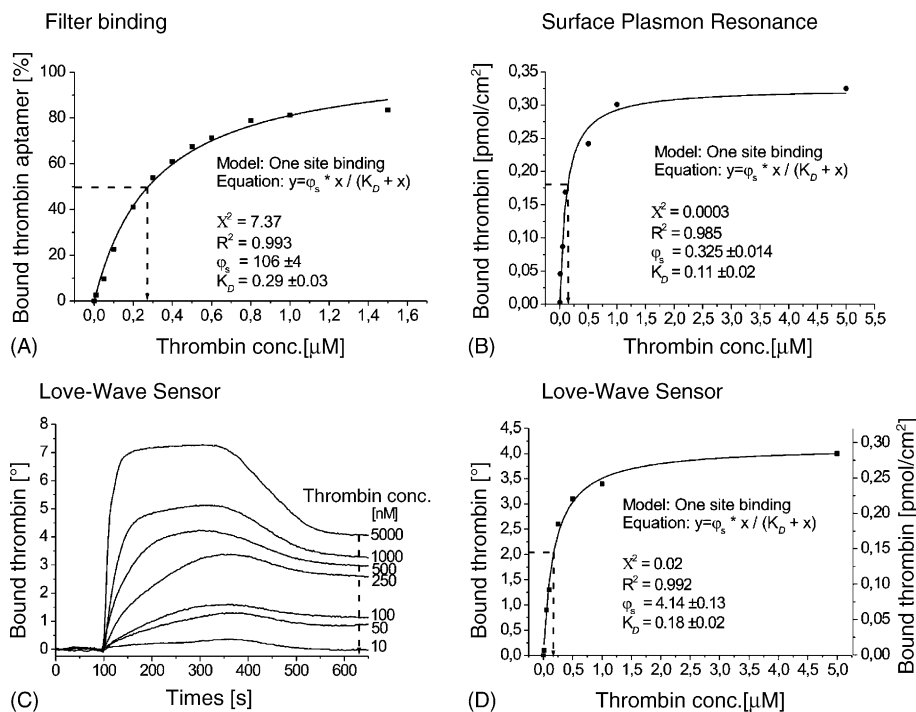 Filter binding
Bound thrombin aptamer [%]
100
80
60
40
20
0
Model: One site binding
Equation: y=φs * x / (KD + x)
X² = 7.37
R² = 0.993
φs = 106 ±4
KD = 0.29 ±0.03
0,0 0,2 0,4 0,6 0,8 1,0 1,2 1,4 1,6
(A) Thrombin conc.[µM]
Surface Plasmon Resonance
Bound thrombin [pmol/cm²]
0,35
0,30
0,25
0,20
0,15
0,10
0,05
0,00
Model: One site binding
Equation: y=φs * x / (KD + x)
X² = 0.0003
R² = 0.985
φs = 0.325 ±0.014
KD = 0.11 ±0.02
0,0 0,5 1,0 1,5 2,0 2,5 3,0 3,5 4,0 4,5 5,0 5,5
(B) Thrombin conc.[µM]
Love-Wave Sensor
Bound thrombin [°]
8
7
6
5
4
3
2
1
0
Thrombin conc.
[nM]
5000
1000
500
250
100
50
10
0 100 200 300 400 500 600
(C) Times [s]
Love-Wave Sensor
Bound thrombin [°]
4,5
4,0
3,5
3,0
2,5
2,0
1,5
1,0
0,5
0,0
Model: One site binding
Equation: y=φs * x / (KD + x)
X² = 0.02
R² = 0.992
φs = 4.14 ±0.13
KD = 0.18 ±0.02
0,30
0,25
0,20
0,15
0,10
0,05
0,00
Bound thrombin [pmol/cm²]
0,0 0,5 1,0 1,5 2,0 2,5 3,0 3,5 4,0 4,5 5,0
(D) Thrombin conc.[µM]